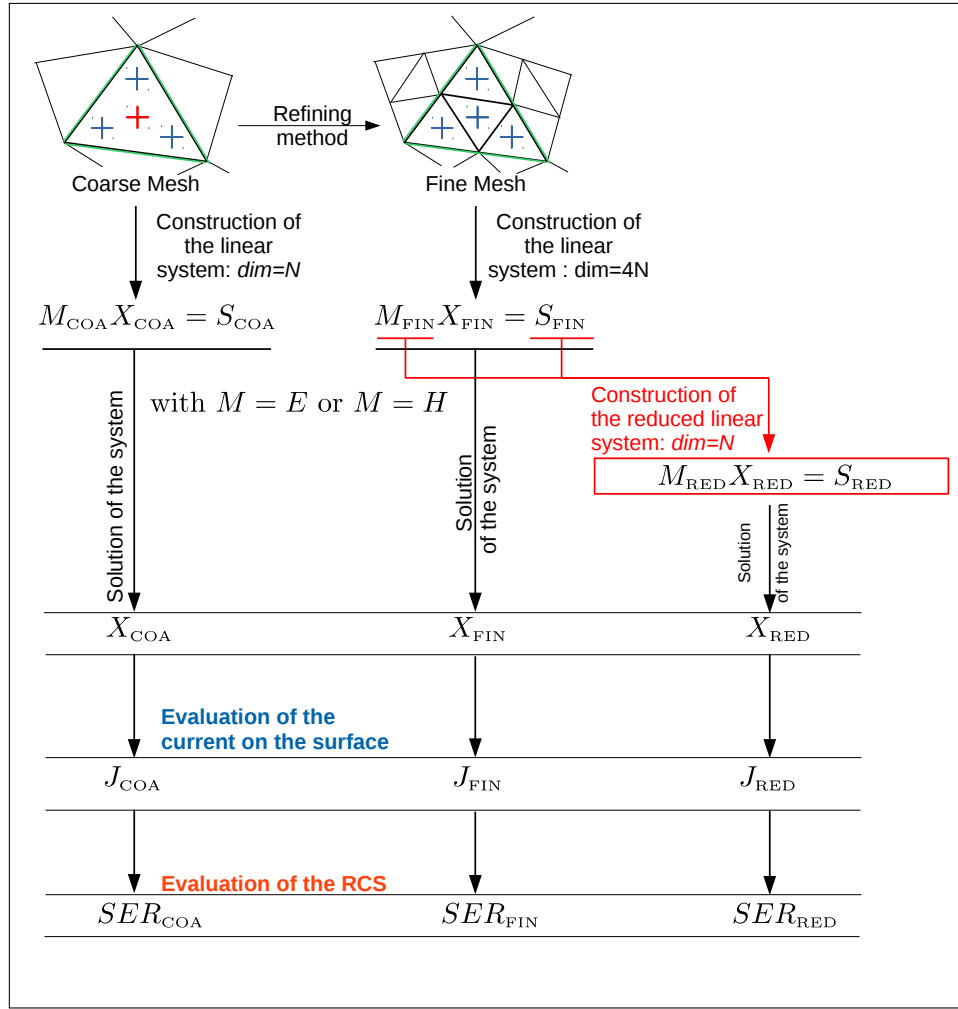 Refining
method
Coarse Mesh
Fine Mesh
Construction of
the linear
system: dim=N
Construction of
the linear
system : dim=4N
M_COA X_COA = S_COA
M_FIN X_FIN = S_FIN
with M = E or M = H
Construction of
the reduced linear
system: dim=N
M_RED X_RED = S_RED
Solution of the system
Solution
of the system
Solution
of the system
X_COA
X_FIN
X_RED
Evaluation of the
current on the surface
J_COA
J_FIN
J_RED
Evaluation of the RCS
SER_COA
SER_FIN
SER_RED